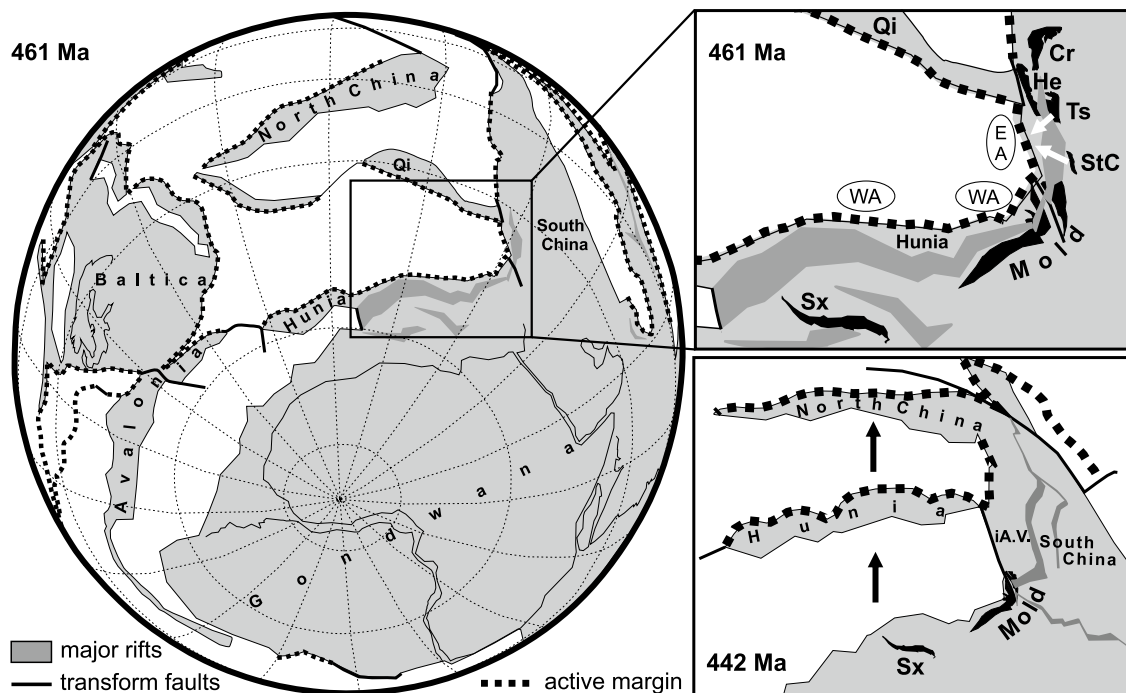 461 Ma
North China
Qi
South
China
Baltica
Hunia
Avalonia
Gondwana
major rifts
transform faults
active margin
461 Ma
Qi
Cr
He
Ts
E
A
StC
WA
WA
Hunia
Mold
Sx
North China
Hunia
iA.V.
South
China
Mold
Sx
442 Ma